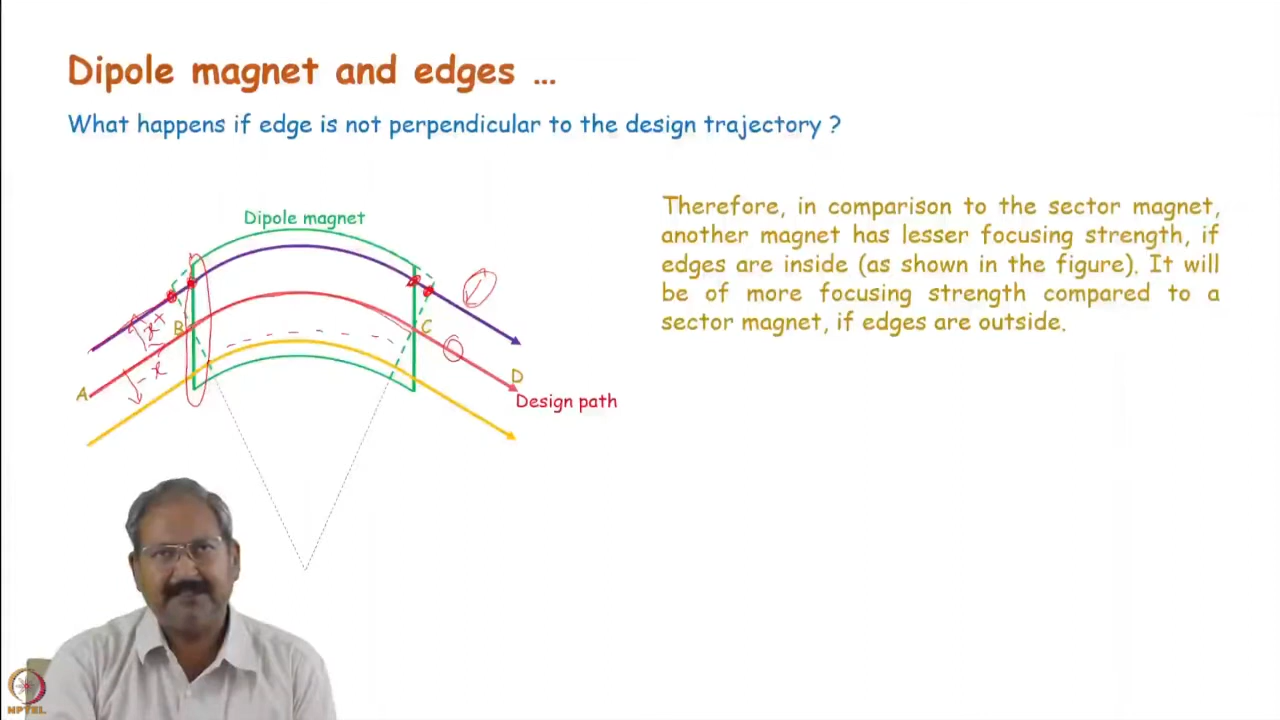 Dipole magnet and edges ...
What happens if edge is not perpendicular to the design trajectory ?
Dipole magnet
Therefore, in comparison to the sector magnet,
another magnet has lesser focusing strength, if
edges are inside (as shown in the figure). It will
be of more focusing strength compared to a
sector magnet, if edges are outside.
x+
B
C
-x
A
D
Design path
NPTEL